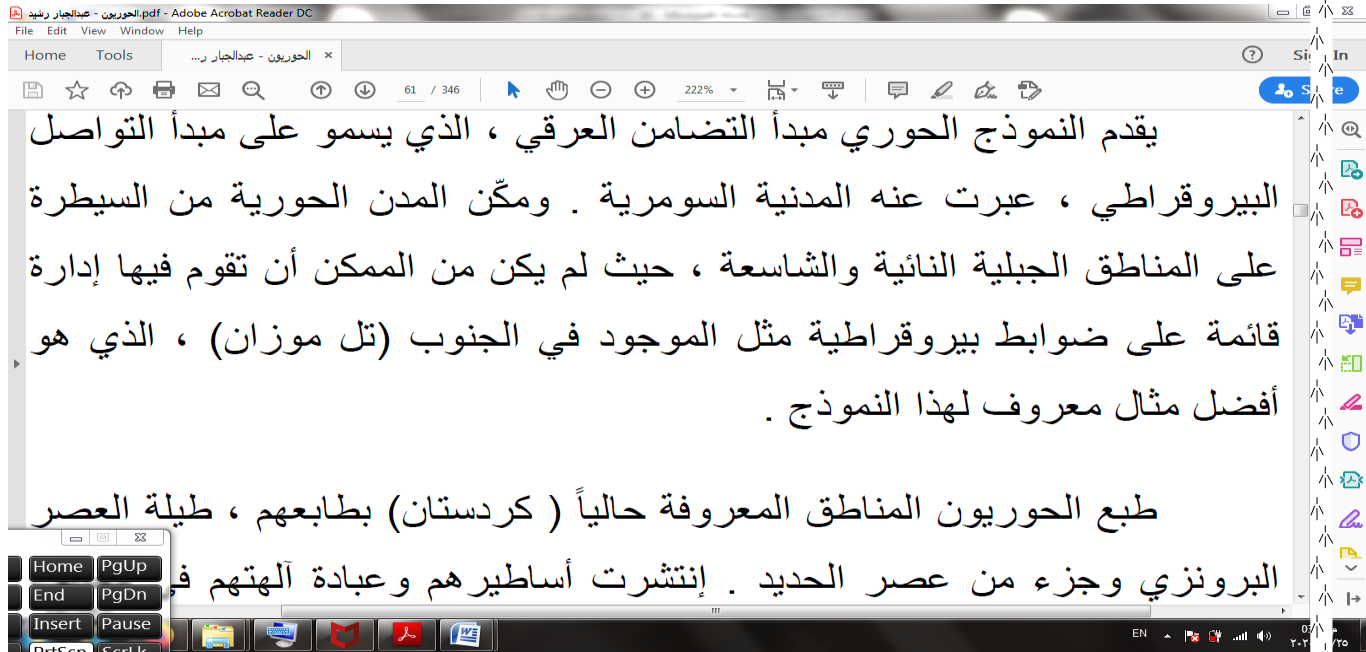 الحوريون - عبدالجبار رشيد.pdf - Adobe Acrobat Reader DC
File Edit View Window Help
Home Tools الحوريون - عبدالجبار ر... ×
61 / 346 222%
يقدم النموذج الحوري مبدأ التضامن العرقي ، الذي يسمو على مبدأ التواصل
البيروقراطي ، عبرت عنه المدنية السومرية . ومكّن المدن الحورية من السيطرة
على المناطق الجبلية النائية والشاسعة ، حيث لم يكن من الممكن أن تقوم فيها إدارة
قائمة على ضوابط بيروقراطية مثل الموجود في الجنوب (تل موزان) ، الذي هو
أفضل مثال معروف لهذا النموذج .
طبع الحوريون المناطق المعروفة حالياً ( كردستان) بطابعهم ، طيلة العصر
البرونزي وجزء من عصر الحديد . إنتشرت أساطيرهم وعبادة آلهتهم
Home PgUp
End PgDn
Insert Pause
PrtScn ScrLk
EN